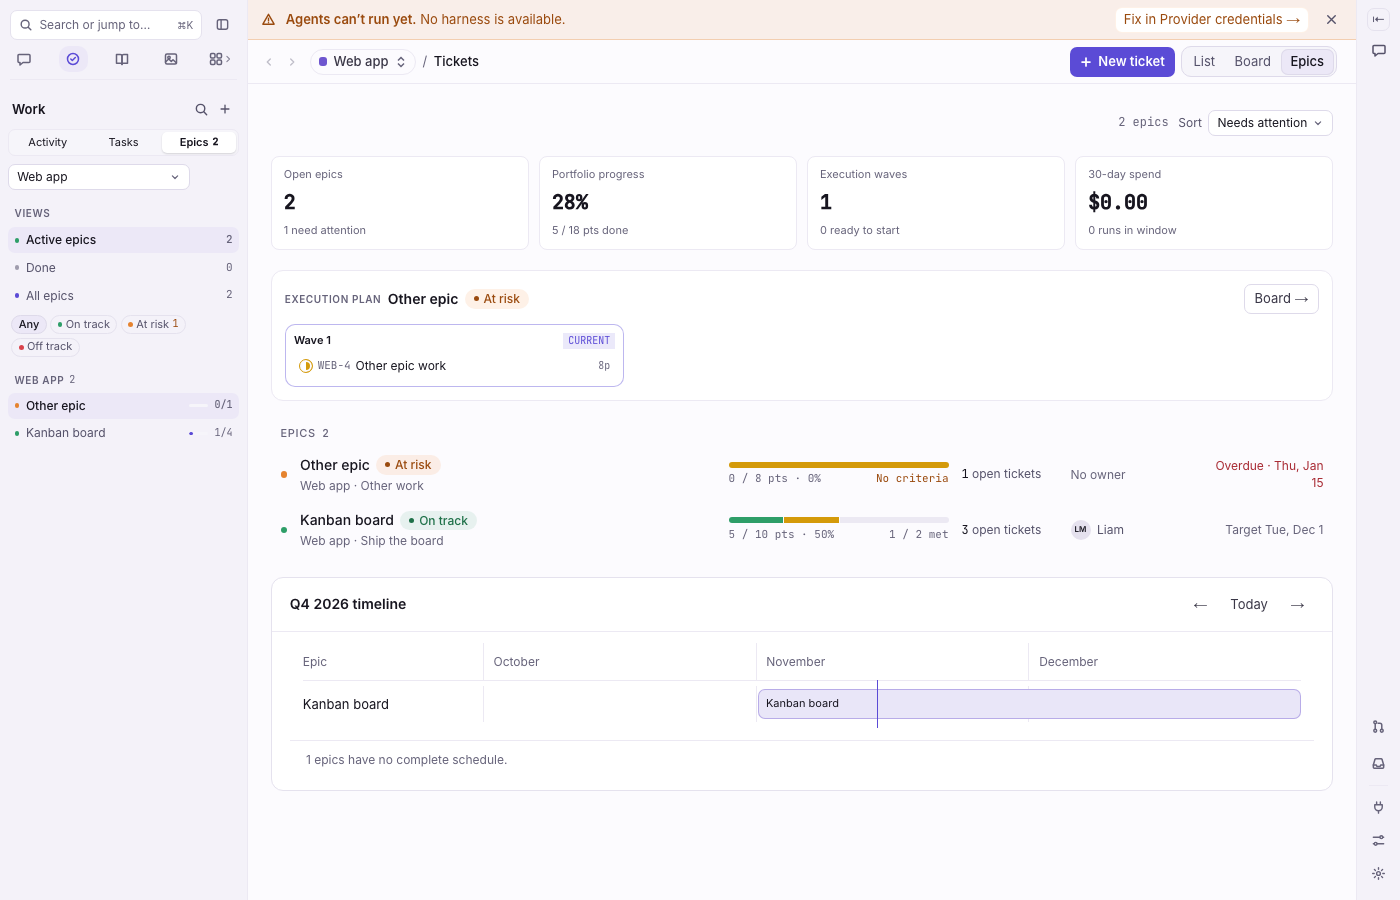 Search or jump to... ⌘K
Work
Activity Tasks Epics 2
Web app
VIEWS
Active epics 2
Done 0
All epics 2
Any On track At risk 1
Off track
WEB APP 2
Other epic 0/1
Kanban board 1/4
Agents can't run yet. No harness is available. Fix in Provider credentials →
Web app / Tickets
+ New ticket List Board Epics
2 epics Sort Needs attention
Open epics
2
1 need attention
Portfolio progress
28%
5 / 18 pts done
Execution waves
1
0 ready to start
30-day spend
$0.00
0 runs in window
EXECUTION PLAN Other epic At risk Board →
Wave 1 CURRENT
WEB-4 Other epic work 8p
EPICS 2
Other epic At risk
Web app · Other work
0 / 8 pts · 0% No criteria
1 open tickets
No owner
Overdue · Thu, Jan
15
Kanban board On track
Web app · Ship the board
5 / 10 pts · 50% 1 / 2 met
3 open tickets
LM Liam
Target Tue, Dec 1
Q4 2026 timeline ← Today →
Epic October November December
Kanban board Kanban board
1 epics have no complete schedule.